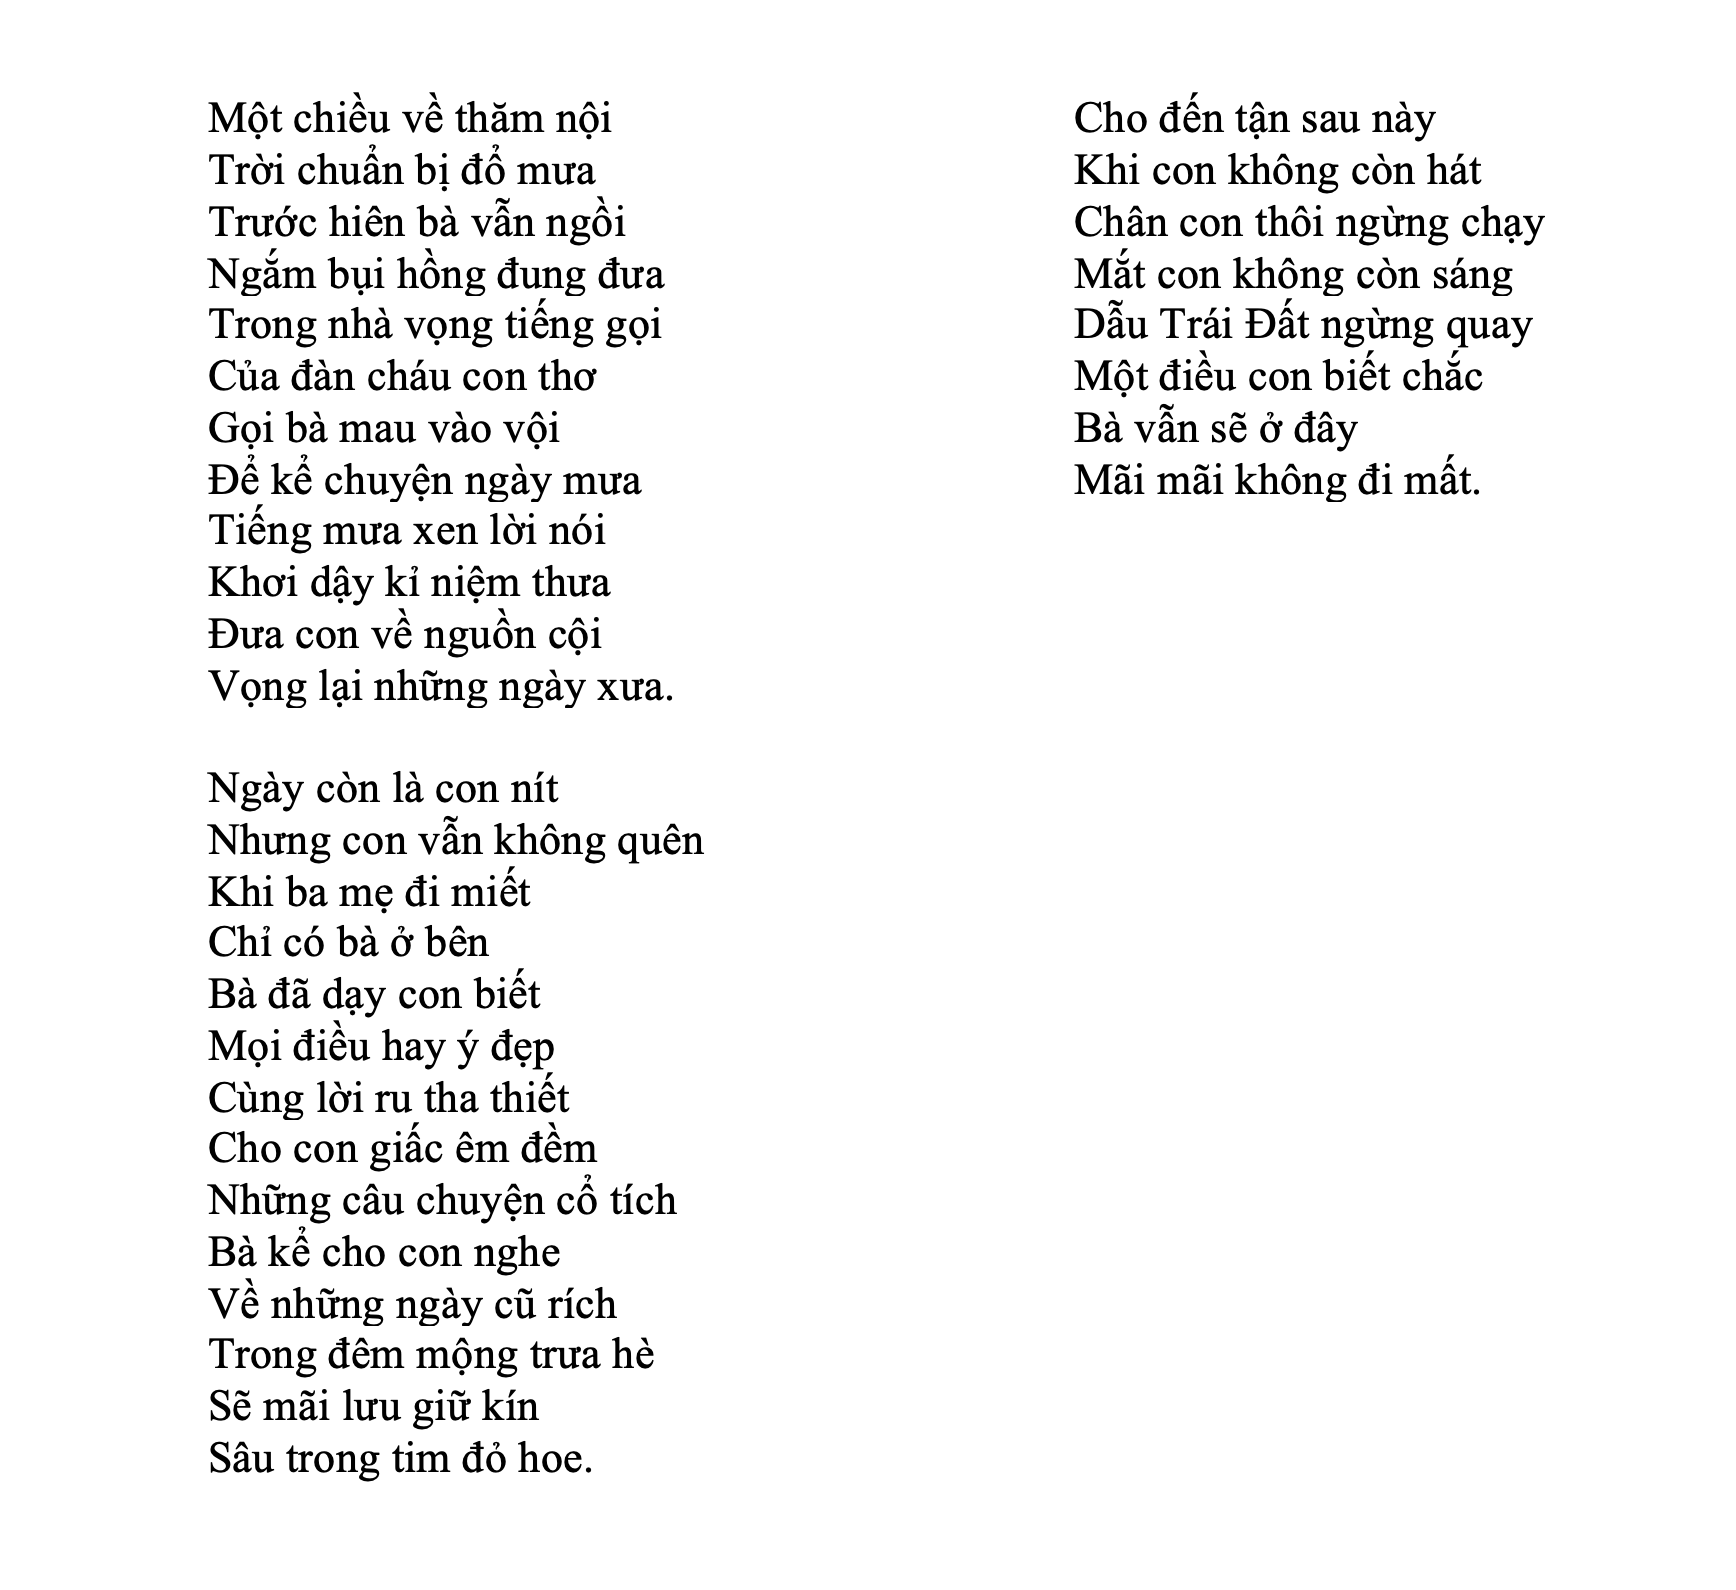 Một chiều về thăm nội
Trời chuẩn bị đổ mưa
Trước hiên bà vẫn ngồi
Ngắm bụi hồng đung đưa
Trong nhà vọng tiếng gọi
Của đàn cháu con thơ
Gọi bà mau vào vội
Để kể chuyện ngày mưa
Tiếng mưa xen lời nói
Khơi dậy kỉ niệm thưa
Đưa con về nguồn cội
Vọng lại những ngày xưa.

Ngày còn là con nít
Nhưng con vẫn không quên
Khi ba mẹ đi miết
Chỉ có bà ở bên
Bà đã dạy con biết
Mọi điều hay ý đẹp
Cùng lời ru tha thiết
Cho con giấc êm đềm
Những câu chuyện cổ tích
Bà kể cho con nghe
Về những ngày cũ rích
Trong đêm mộng trưa hè
Sẽ mãi lưu giữ kín
Sâu trong tim đỏ hoe.

Cho đến tận sau này
Khi con không còn hát
Chân con thôi ngừng chạy
Mắt con không còn sáng
Dẫu Trái Đất ngừng quay
Một điều con biết chắc
Bà vẫn sẽ ở đây
Mãi mãi không đi mất.